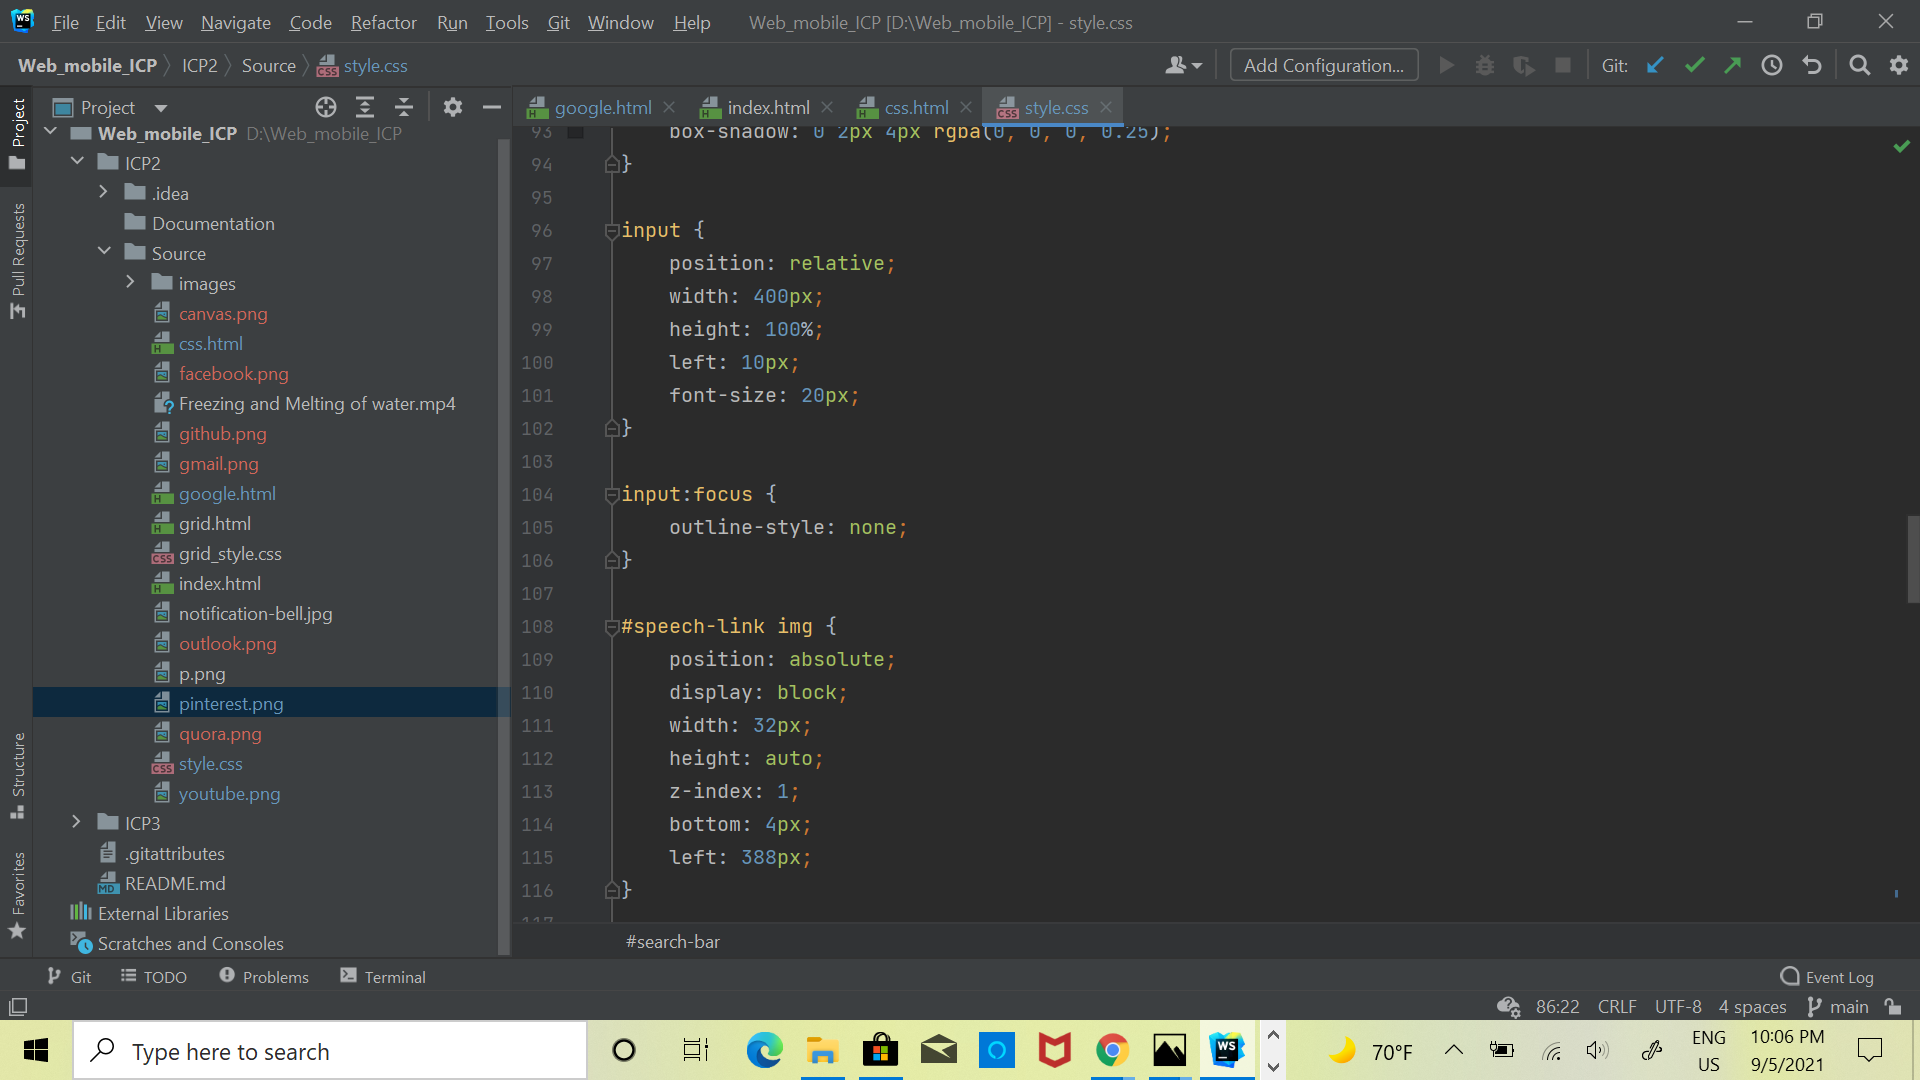 File Edit View Navigate Code Refactor Run Tools Git Window Help Web_mobile_ICP [D:\Web_mobile_ICP] - style.css
Web_mobile_ICP ICP2 Source style.css Add Configuration... Git:
Project google.html index.html css.html style.css
Project
Pull Requests
Structure
Favorites
Web_mobile_ICP D:\Web_mobile_ICP
ICP2
.idea
Documentation
Source
images
canvas.png
css.html
facebook.png
Freezing and Melting of water.mp4
github.png
gmail.png
google.html
grid.html
grid_style.css
index.html
notification-bell.jpg
outlook.png
p.png
pinterest.png
quora.png
style.css
youtube.png
ICP3
.gitattributes
README.md
External Libraries
Scratches and Consoles
93 box-shadow: 0 2px 4px rgba(0, 0, 0, 0.25);
94 }
95
96 input {
97 position: relative;
98 width: 400px;
99 height: 100%;
100 left: 10px;
101 font-size: 20px;
102 }
103
104 input:focus {
105 outline-style: none;
106 }
107
108 #speech-link img {
109 position: absolute;
110 display: block;
111 width: 32px;
112 height: auto;
113 z-index: 1;
114 bottom: 4px;
115 left: 388px;
116 }
117
#search-bar
Git TODO Problems Terminal Event Log
86:22 CRLF UTF-8 4 spaces main
Type here to search
70°F
ENG
US
10:06 PM
9/5/2021